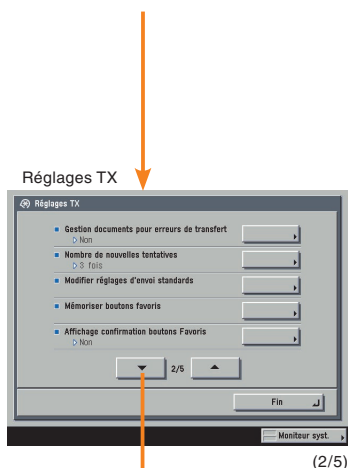 Réglages TX
Réglages TX
Gestion documents pour erreurs de transfert
Non
Nombre de nouvelles tentatives
3 fois
Modifier réglages d'envoi standards
Mémoriser boutons favoris
Affichage confirmation boutons Favoris
Non
2/5
Fin
Moniteur syst.
(2/5)